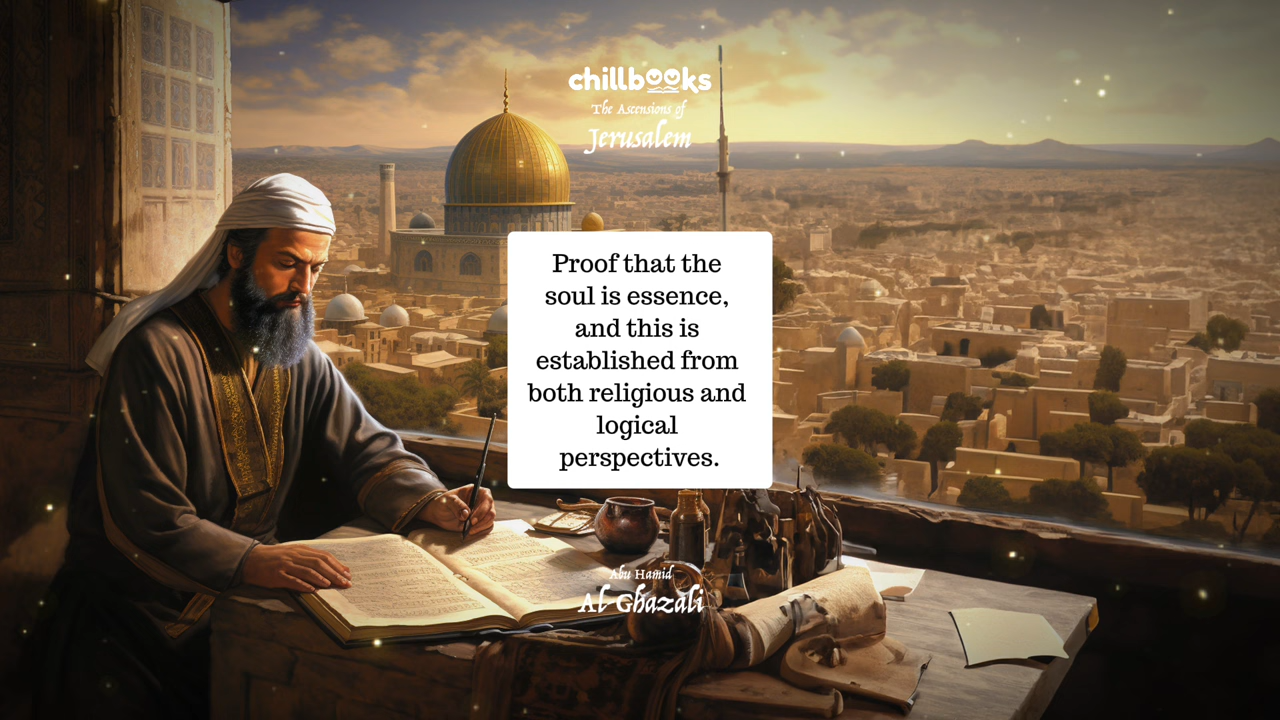 chillbooks
The Ascensions of
Jerusalem
Proof that the
soul is essence,
and this is
established from
both religious and
logical
perspectives.
Abu Hamid
Al-Ghazali